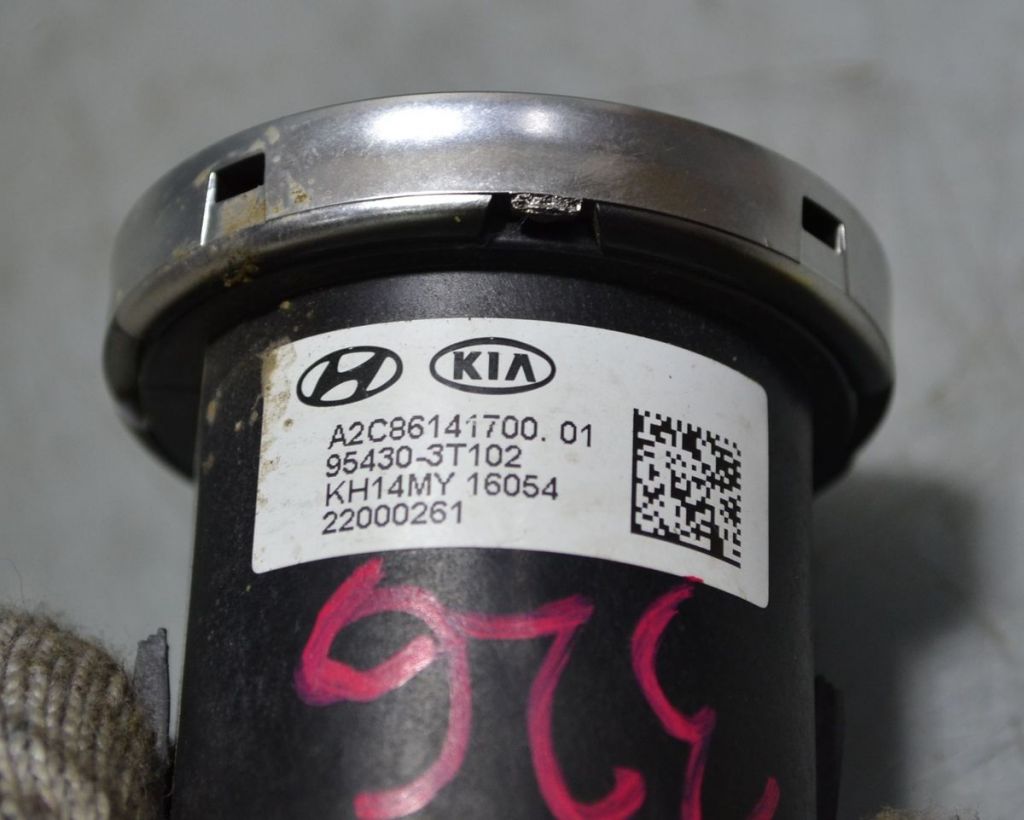 KIA
A2C86141700. 01
95430-3T102
KH14MY 16054
22000261